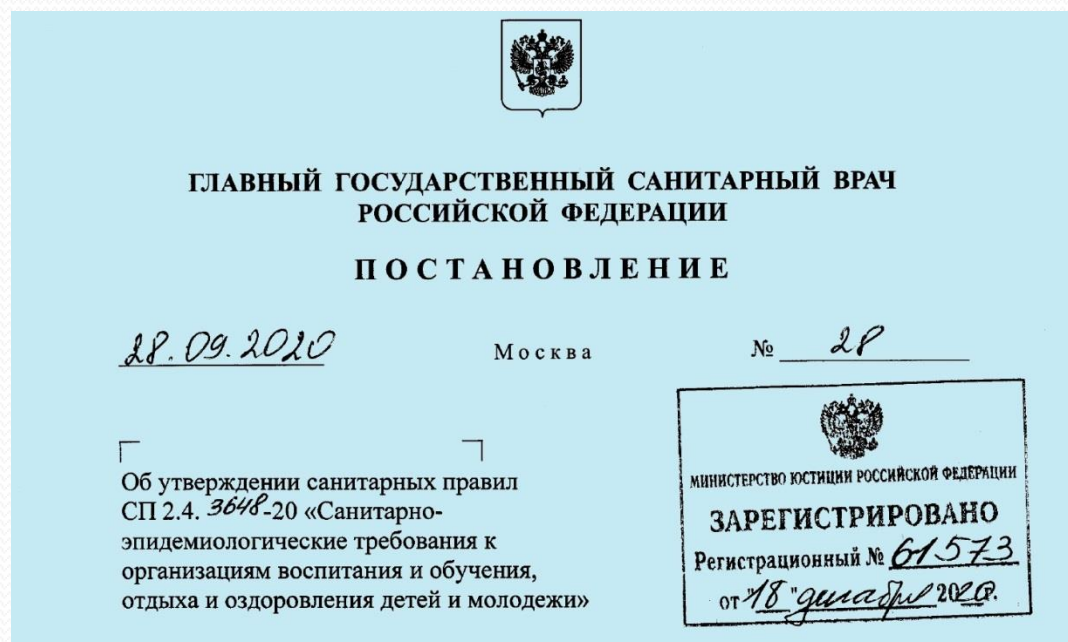 ГЛАВНЫЙ ГОСУДАРСТВЕННЫЙ САНИТАРНЫЙ ВРАЧ
РОССИЙСКОЙ ФЕДЕРАЦИИ
ПОСТАНОВЛЕНИЕ
28.09.2020 Москва № 28
Об утверждении санитарных правил
СП 2.4. 3648-20 «Санитарно-
эпидемиологические требования к
организациям воспитания и обучения,
отдыха и оздоровления детей и молодежи»
МИНИСТЕРСТВО ЮСТИЦИИ РОССИЙСКОЙ ФЕДЕРАЦИИ
ЗАРЕГИСТРИРОВАНО
Регистрационный № 61573
от "18" декабря 2020.